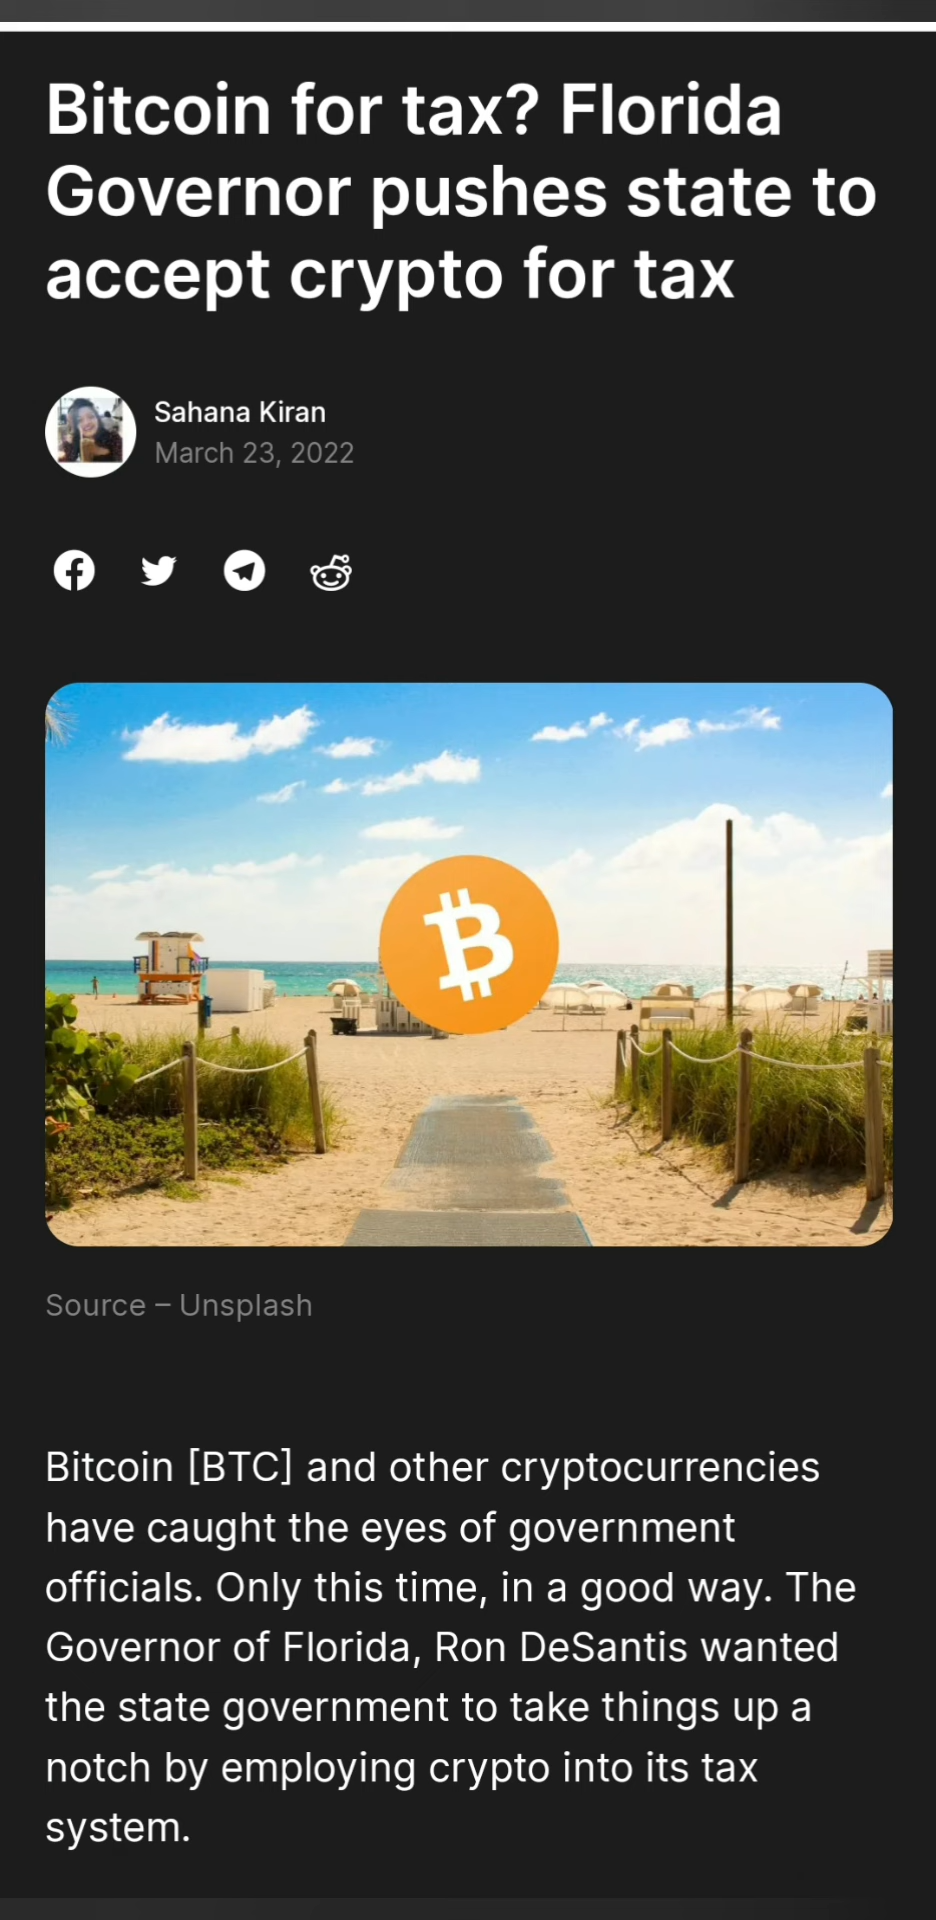 Bitcoin for tax? Florida
Governor pushes state to
accept crypto for tax
Sahana Kiran
March 23, 2022
Source – Unsplash
Bitcoin [BTC] and other cryptocurrencies
have caught the eyes of government
officials. Only this time, in a good way. The
Governor of Florida, Ron DeSantis wanted
the state government to take things up a
notch by employing crypto into its tax
system.